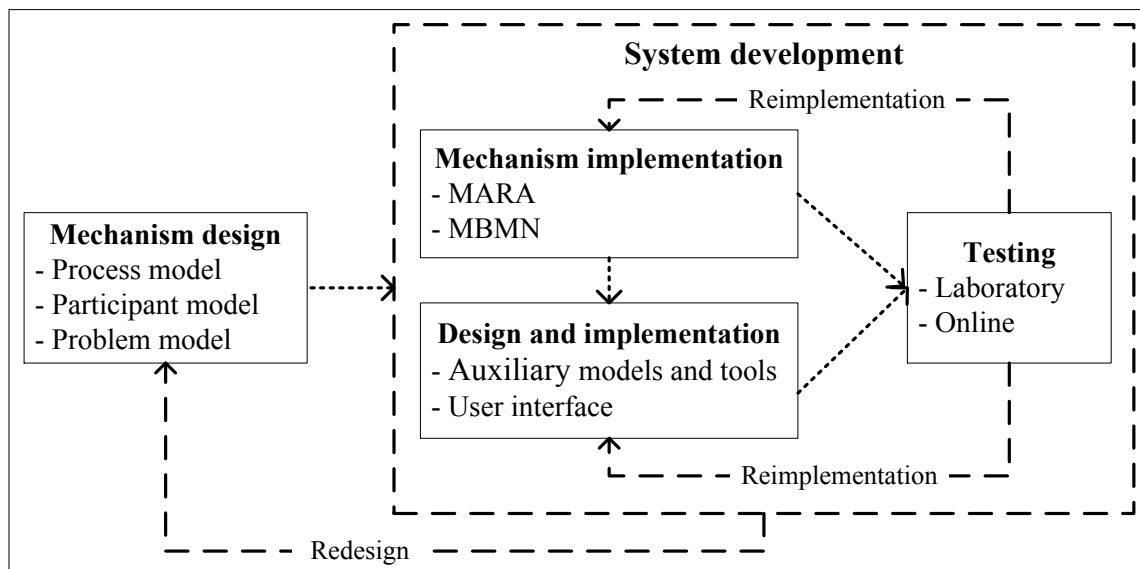 System development
Reimplementation
Mechanism implementation
- MARA
- MBMN
Mechanism design
- Process model
- Participant model
- Problem model
Testing
- Laboratory
- Online
Design and implementation
- Auxiliary models and tools
- User interface
Reimplementation
Redesign